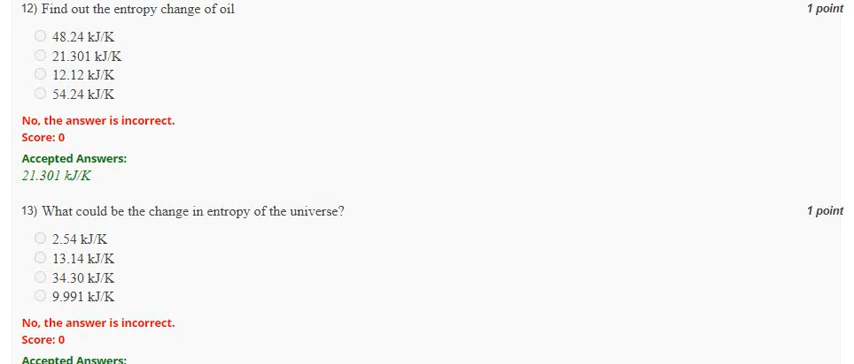 12) Find out the entropy change of oil 1 point
48.24 kJ/K
21.301 kJ/K
12.12 kJ/K
54.24 kJ/K
No, the answer is incorrect.
Score: 0
Accepted Answers:
21.301 kJ/K
13) What could be the change in entropy of the universe? 1 point
2.54 kJ/K
13.14 kJ/K
34.30 kJ/K
9.991 kJ/K
No, the answer is incorrect.
Score: 0
Accepted Answers: